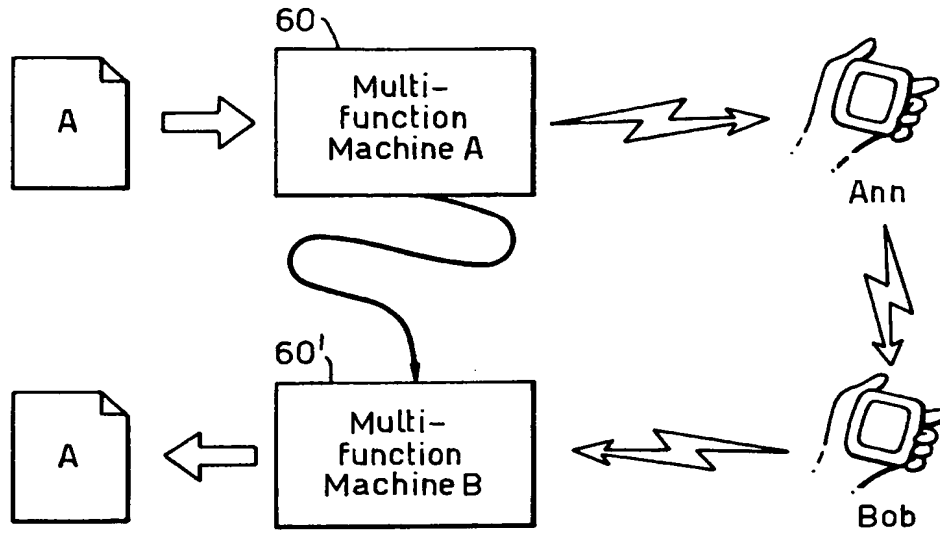 60
A
Multi-
function
Machine A
Ann
60'
A
Multi-
function
Machine B
Bob